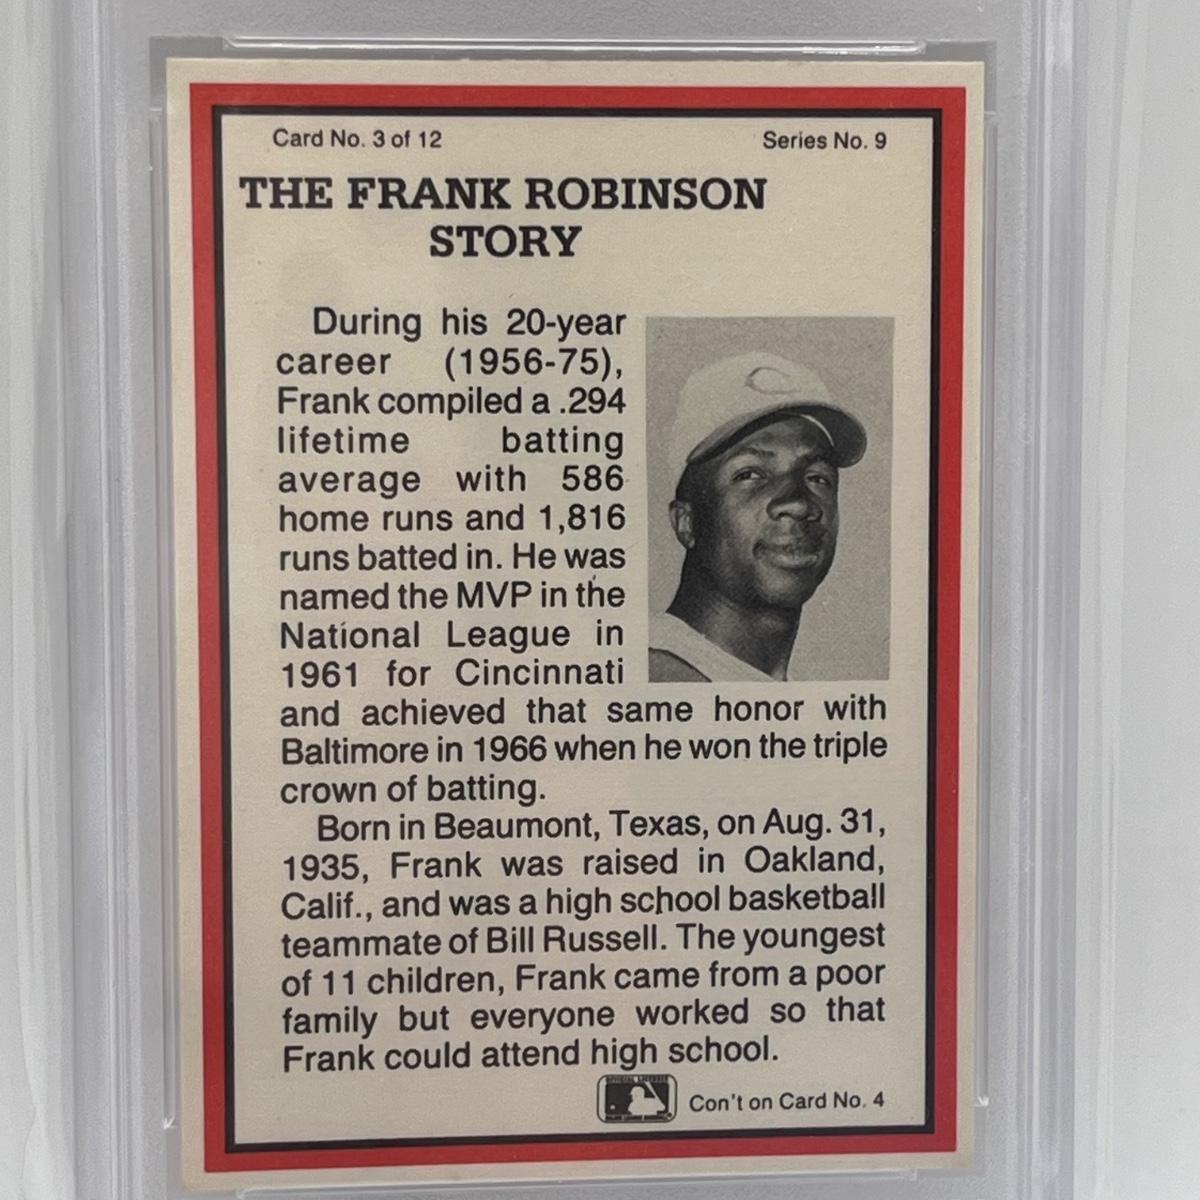 Card No. 3 of 12
Series No. 9
THE FRANK ROBINSON
STORY
During his 20-year
career (1956-75),
Frank compiled a .294
lifetime batting
average with 586
home runs and 1,816
runs batted in. He was
named the MVP in the
National League in
1961 for Cincinnati
and achieved that same honor with
Baltimore in 1966 when he won the triple
crown of batting.
Born in Beaumont, Texas, on Aug. 31,
1935, Frank was raised in Oakland,
Calif., and was a high school basketball
teammate of Bill Russell. The youngest
of 11 children, Frank came from a poor
family but everyone worked so that
Frank could attend high school.
Con't on Card No. 4